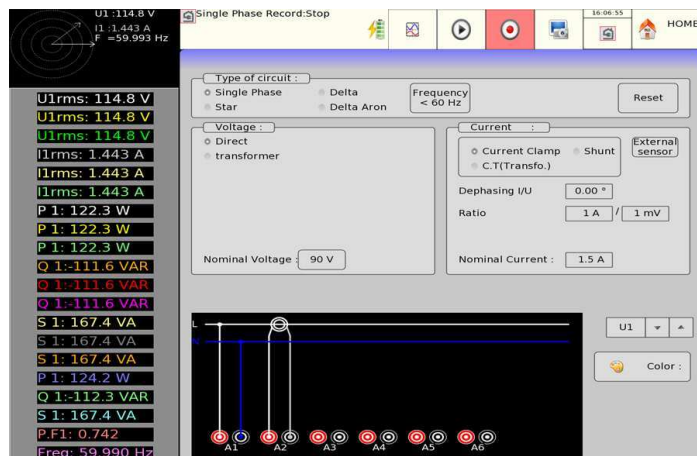 U1 :114.8 V
I1 :1.443 A
F =59.993 Hz
Single Phase Record:Stop
16:06:55
HOME
U1rms: 114.8 V
U1rms: 114.8 V
U1rms: 114.8 V
I1rms: 1.443 A
I1rms: 1.443 A
I1rms: 1.443 A
P 1: 122.3 W
P 1: 122.3 W
P 1: 122.3 W
Q 1:-111.6 VAR
Q 1:-111.6 VAR
Q 1:-111.6 VAR
S 1: 167.4 VA
S 1: 167.4 VA
S 1: 167.4 VA
P 1: 124.2 W
Q 1:-112.3 VAR
S 1: 167.4 VA
P.F1: 0.742
Freq: 59.990 Hz
Type of circuit :
Single Phase
Delta
Star
Delta Aron
Frequency
< 60 Hz
Reset
Voltage :
Direct
transformer
Nominal Voltage : 90 V
Current :
Current Clamp
Shunt
C.T(Transfo.)
External
sensor
Dephasing I/U 0.00 °
Ratio 1 A / 1 mV
Nominal Current : 1.5 A
L
N
A1 A2 A3 A4 A5 A6
U1
Color :